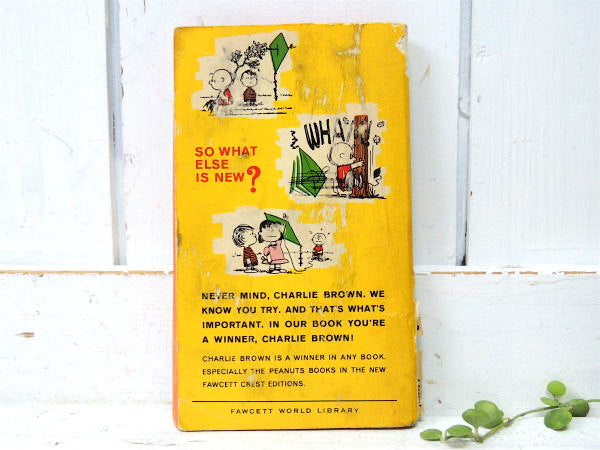 WHAM
SO WHAT
ELSE
IS NEW?
NEVER MIND, CHARLIE BROWN. WE
KNOW YOU TRY. AND THAT'S WHAT'S
IMPORTANT. IN OUR BOOK YOU'RE
A WINNER, CHARLIE BROWN!
CHARLIE BROWN IS A WINNER IN ANY BOOK.
ESPECIALLY THE PEANUTS BOOKS IN THE NEW
FAWCETT CREST EDITIONS.
FAWCETT WORLD LIBRARY